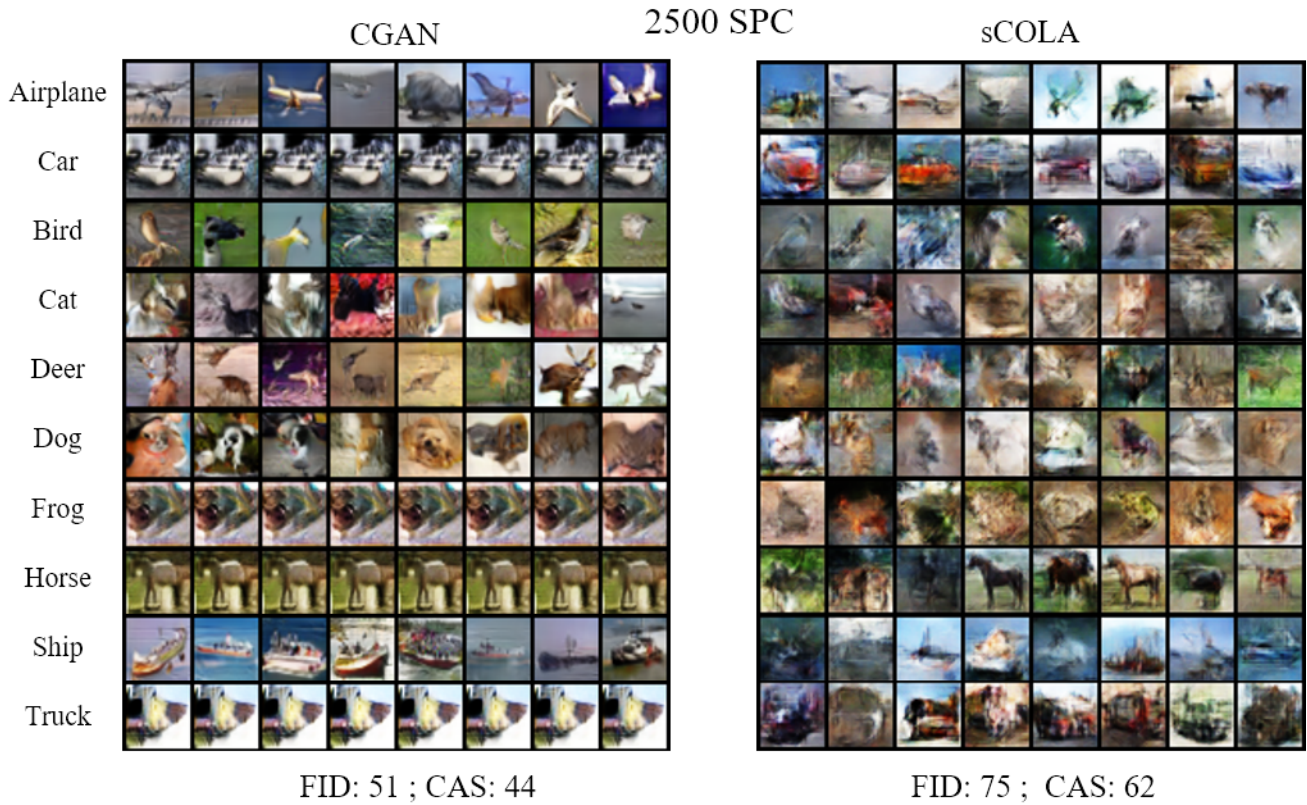 2500 SPC
CGAN
sCOLA
Airplane
Car
Bird
Cat
Deer
Dog
Frog
Horse
Ship
Truck
FID: 51 ; CAS: 44
FID: 75 ; CAS: 62